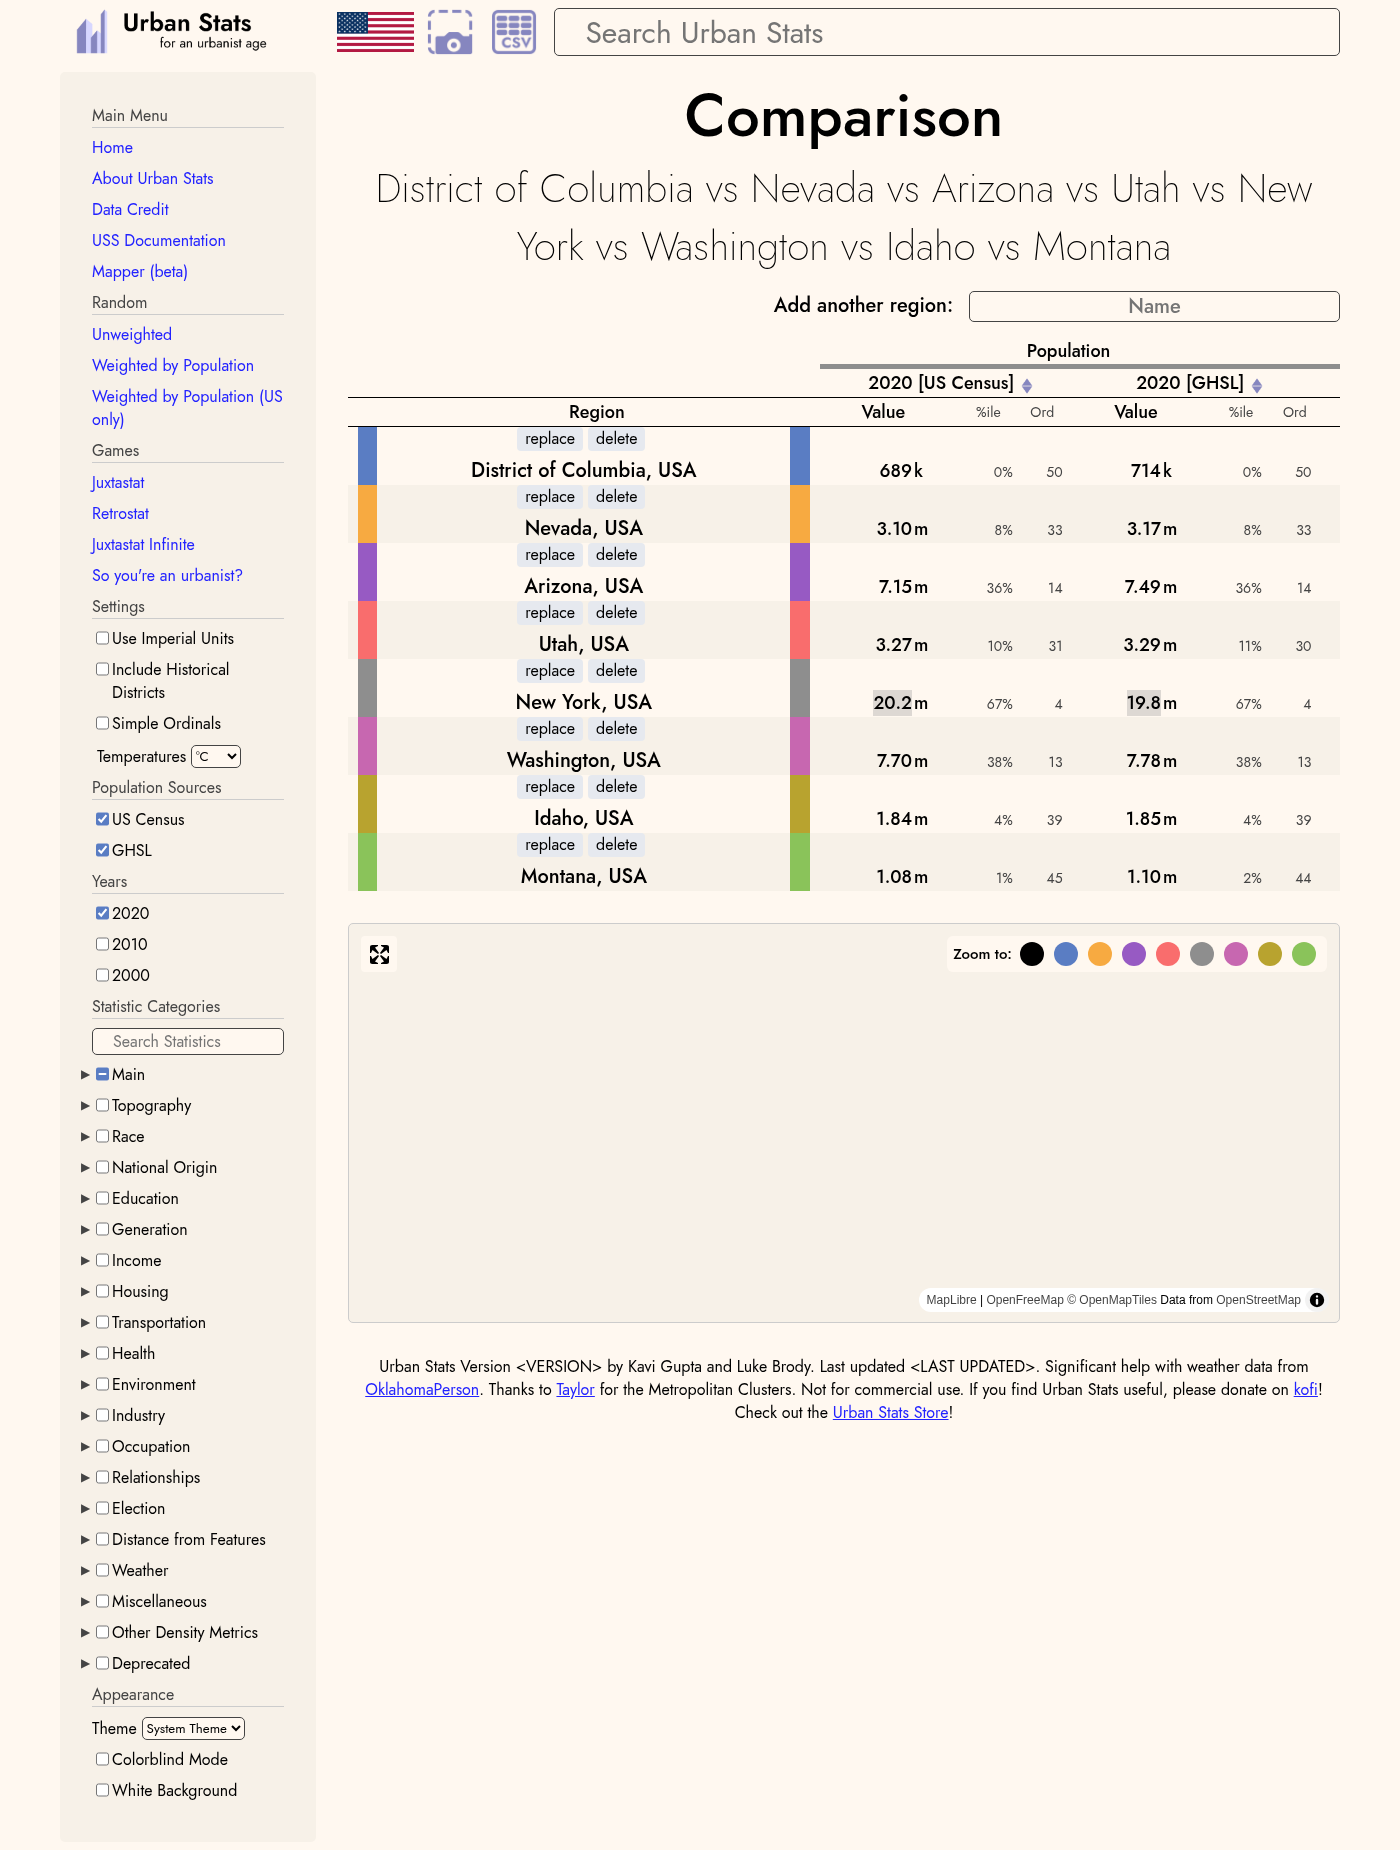 Urban Stats
for an urbanist age
CSV
Search Urban Stats
Main Menu
Home
About Urban Stats
Data Credit
USS Documentation
Mapper (beta)
Random
Unweighted
Weighted by Population
Weighted by Population (US
only)
Games
Juxtastat
Retrostat
Juxtastat Infinite
So you're an urbanist?
Settings
Use Imperial Units
Include Historical
Districts
Simple Ordinals
Temperatures °C
Population Sources
US Census
GHSL
Years
2020
2010
2000
Statistic Categories
Search Statistics
Main
Topography
Race
National Origin
Education
Generation
Income
Housing
Transportation
Health
Environment
Industry
Occupation
Relationships
Election
Distance from Features
Weather
Miscellaneous
Other Density Metrics
Deprecated
Appearance
Theme System Theme
Colorblind Mode
White Background
Comparison
District of Columbia vs Nevada vs Arizona vs Utah vs New
York vs Washington vs Idaho vs Montana
Add another region: Name
Population
2020 [US Census] 2020 [GHSL]
Region Value %ile Ord Value %ile Ord
replace delete
District of Columbia, USA 689k 0% 50 714k 0% 50
replace delete
Nevada, USA 3.10m 8% 33 3.17m 8% 33
replace delete
Arizona, USA 7.15m 36% 14 7.49m 36% 14
replace delete
Utah, USA 3.27m 10% 31 3.29m 11% 30
replace delete
New York, USA 20.2m 67% 4 19.8m 67% 4
replace delete
Washington, USA 7.70m 38% 13 7.78m 38% 13
replace delete
Idaho, USA 1.84m 4% 39 1.85m 4% 39
replace delete
Montana, USA 1.08m 1% 45 1.10m 2% 44
Zoom to:
MapLibre | OpenFreeMap © OpenMapTiles Data from OpenStreetMap
Urban Stats Version <VERSION> by Kavi Gupta and Luke Brody. Last updated <LAST UPDATED>. Significant help with weather data from
OklahomaPerson. Thanks to Taylor for the Metropolitan Clusters. Not for commercial use. If you find Urban Stats useful, please donate on kofi!
Check out the Urban Stats Store!